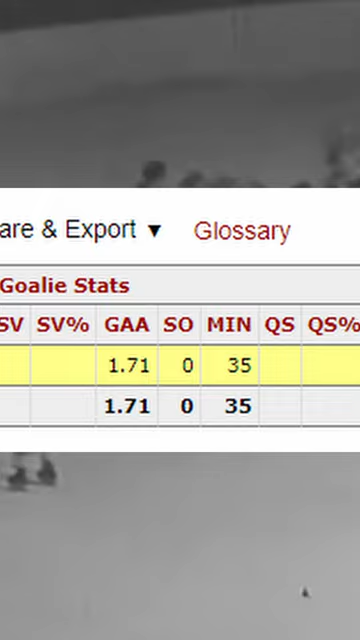 are & Export ▼ Glossary
Goalie Stats
SV SV% GAA SO MIN QS QS%
1.71 0 35
1.71 0 35